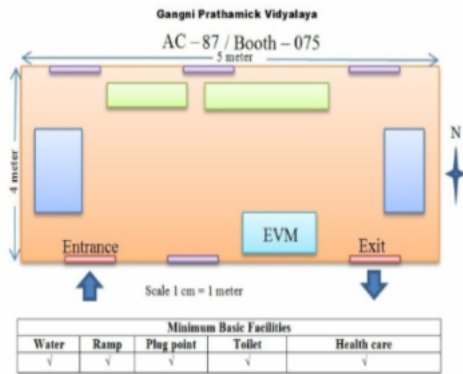 Gangni Prathamick Vidyalaya
AC – 87 / Booth – 075
5 meter
4 meter
N
Entrance
EVM
Exit
Scale 1 cm = 1 meter
Minimum Basic Facilities
Water Ramp Plug point Toilet Health care
√ √ √ √ √